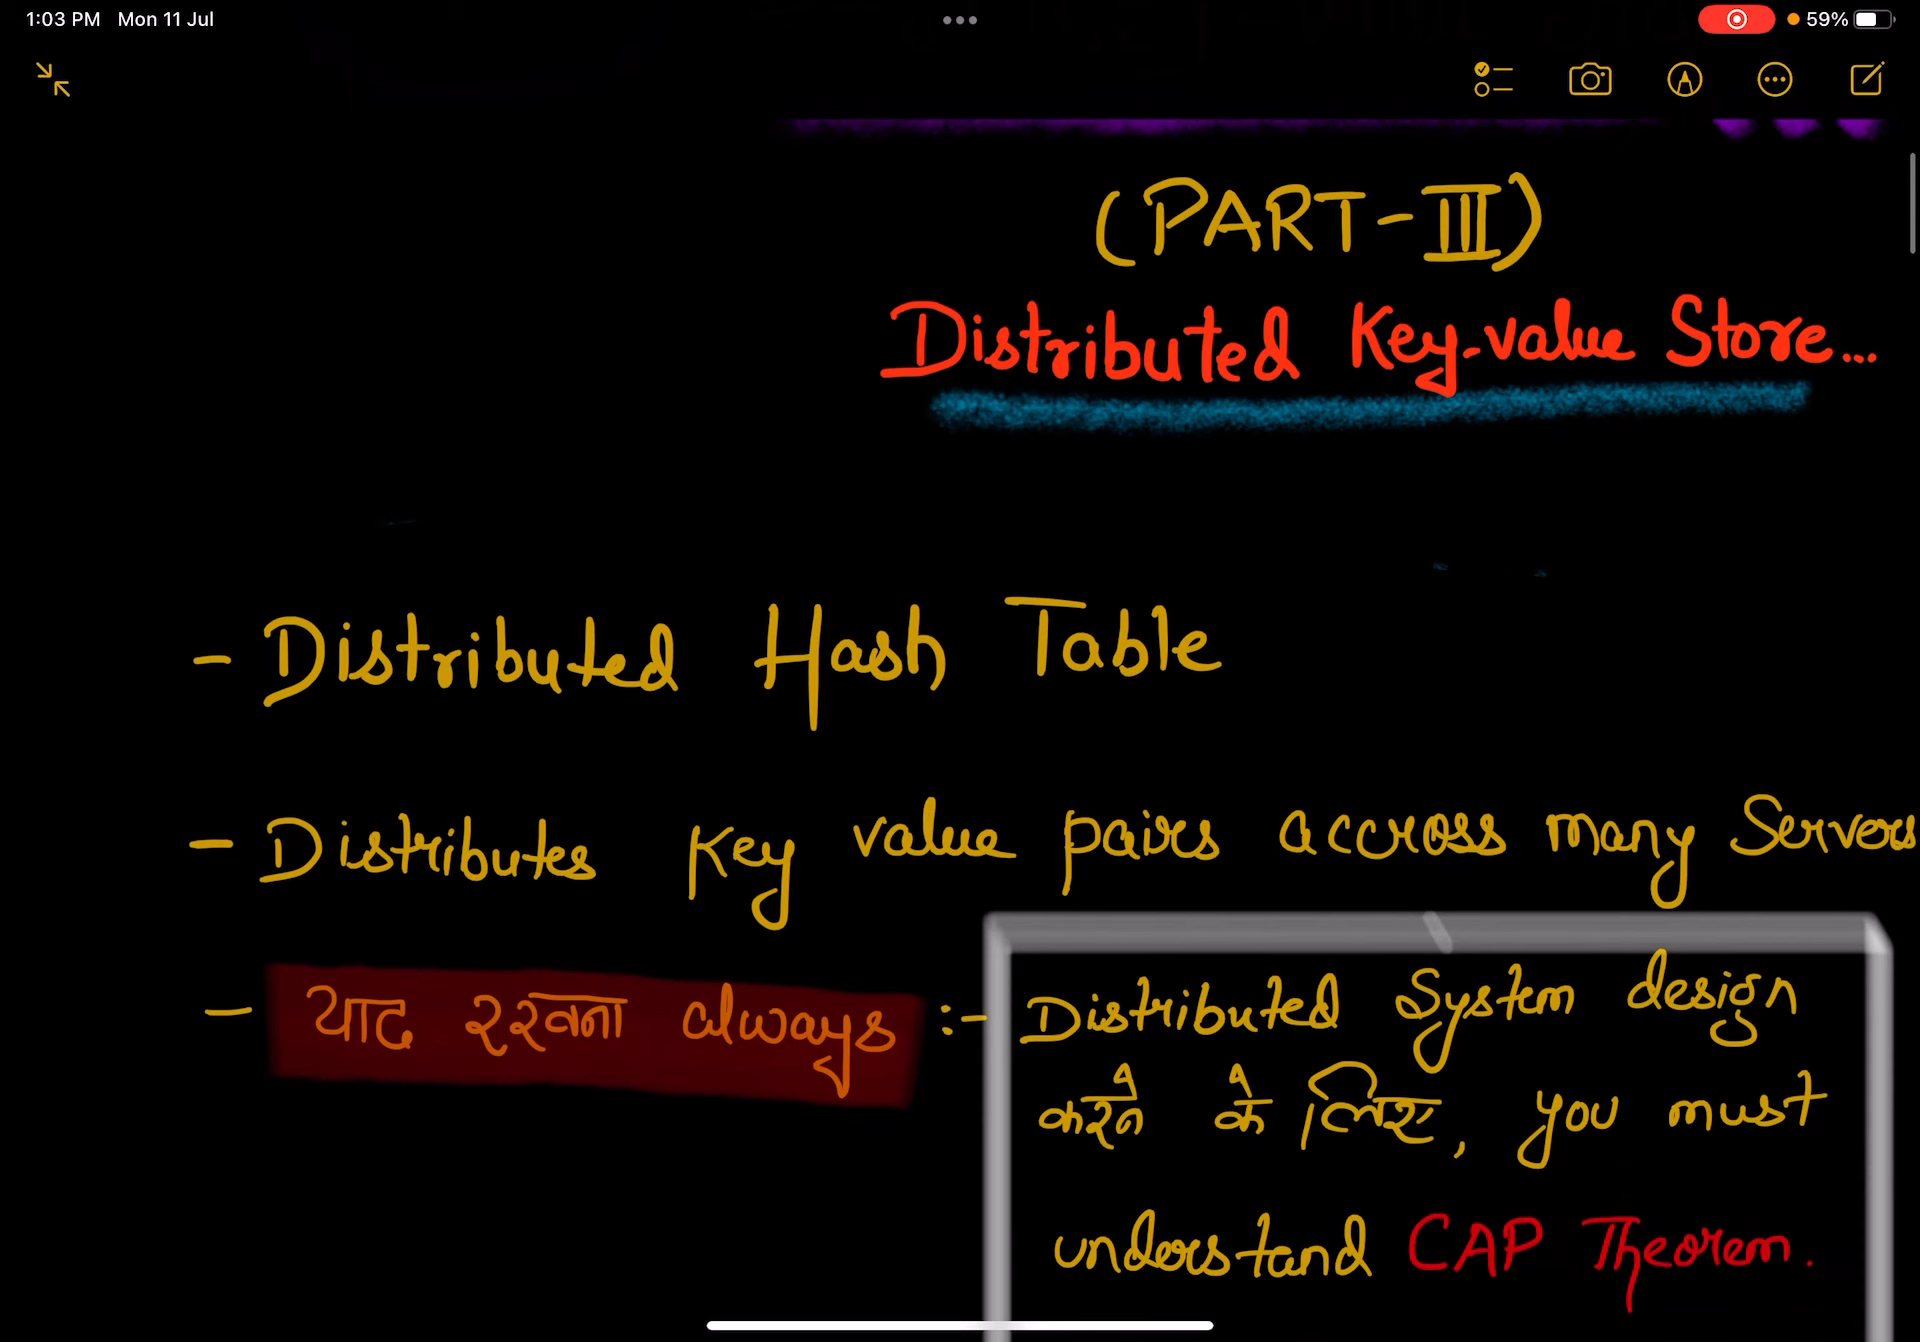 1:03 PM Mon 11 Jul
59%
(PART-III)
Distributed Key-value Store...
- Distributed Hash Table
- Distributes Key value pairs accross many Servers
- याद रखना always :- Distributed System design
करने के लिए, you must
understand CAP Theorem.